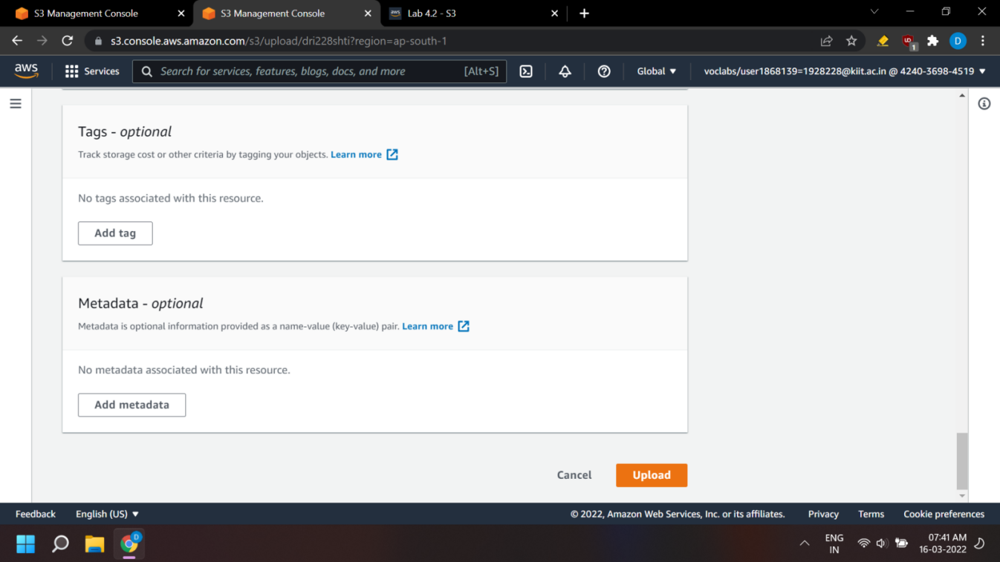 S3 Management Console
S3 Management Console
aws Lab 4.2 - S3
s3.console.aws.amazon.com/s3/upload/dri228shti?region=ap-south-1
1
D
aws
Services
Search for services, features, blogs, docs, and more
[Alt+S]
Global
voclabs/user1868139=1928228@kiit.ac.in @ 4240-3698-4519
Tags - optional
Track storage cost or other criteria by tagging your objects. Learn more
No tags associated with this resource.
Add tag
Metadata - optional
Metadata is optional information provided as a name-value (key-value) pair. Learn more
No metadata associated with this resource.
Add metadata
Cancel
Upload
Feedback
English (US)
© 2022, Amazon Web Services, Inc. or its affiliates.
Privacy
Terms
Cookie preferences
D
ENG
IN
07:41 AM
16-03-2022